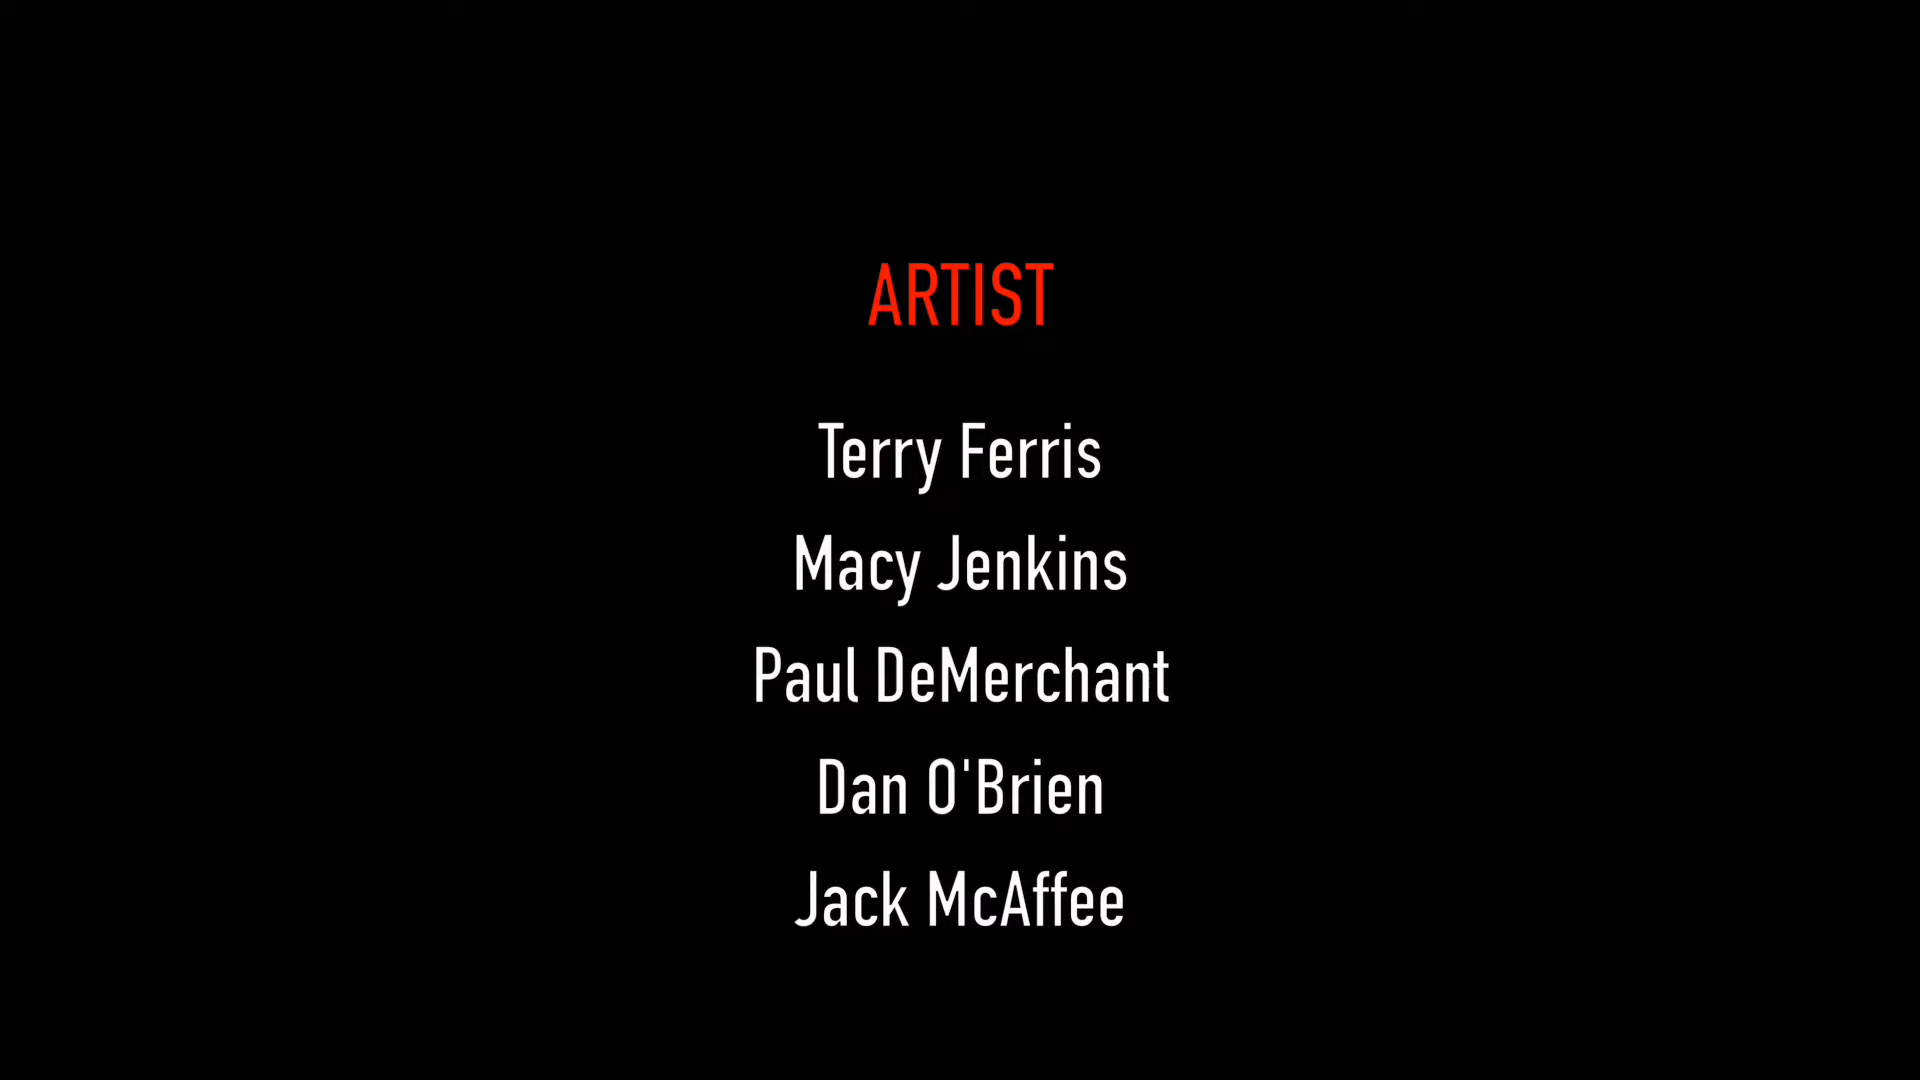 ARTIST
Terry Ferris
Macy Jenkins
Paul DeMerchant
Dan O'Brien
Jack McAffee